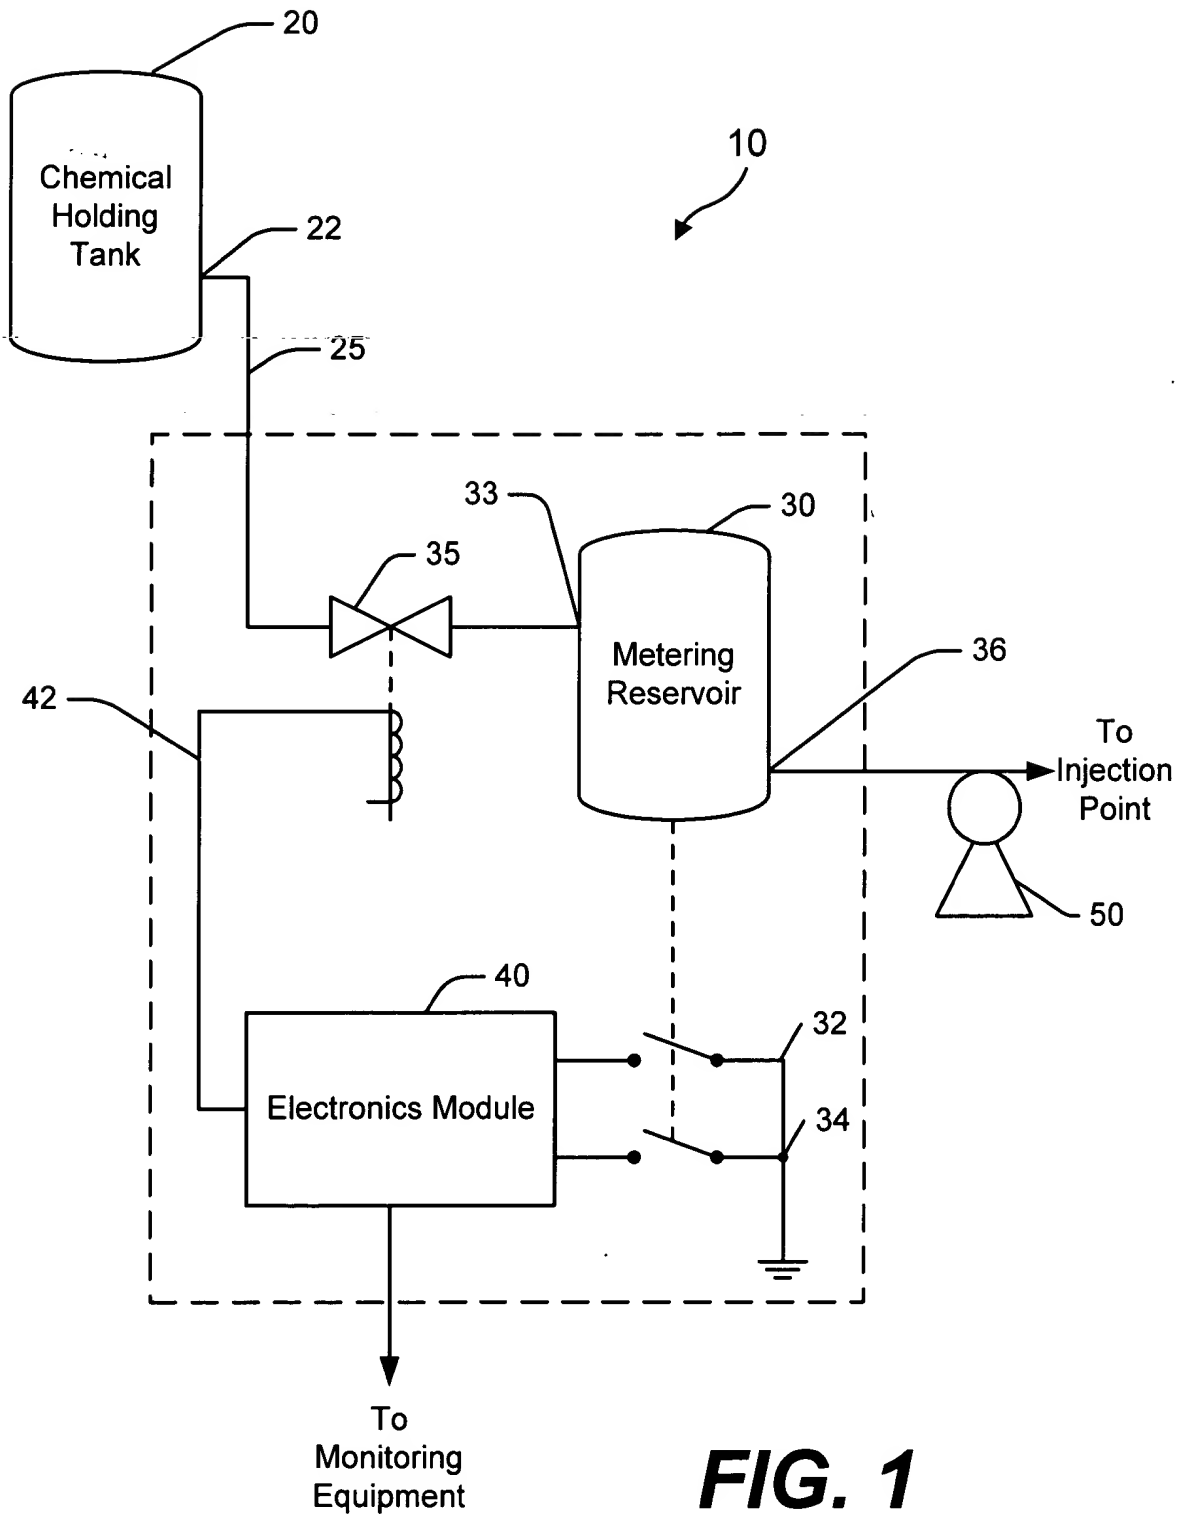 20
10
Chemical
Holding
Tank
22
25
33
30
35
Metering
Reservoir
36
42
To
Injection
Point
50
40
32
Electronics Module
34
To
Monitoring
Equipment
FIG. 1